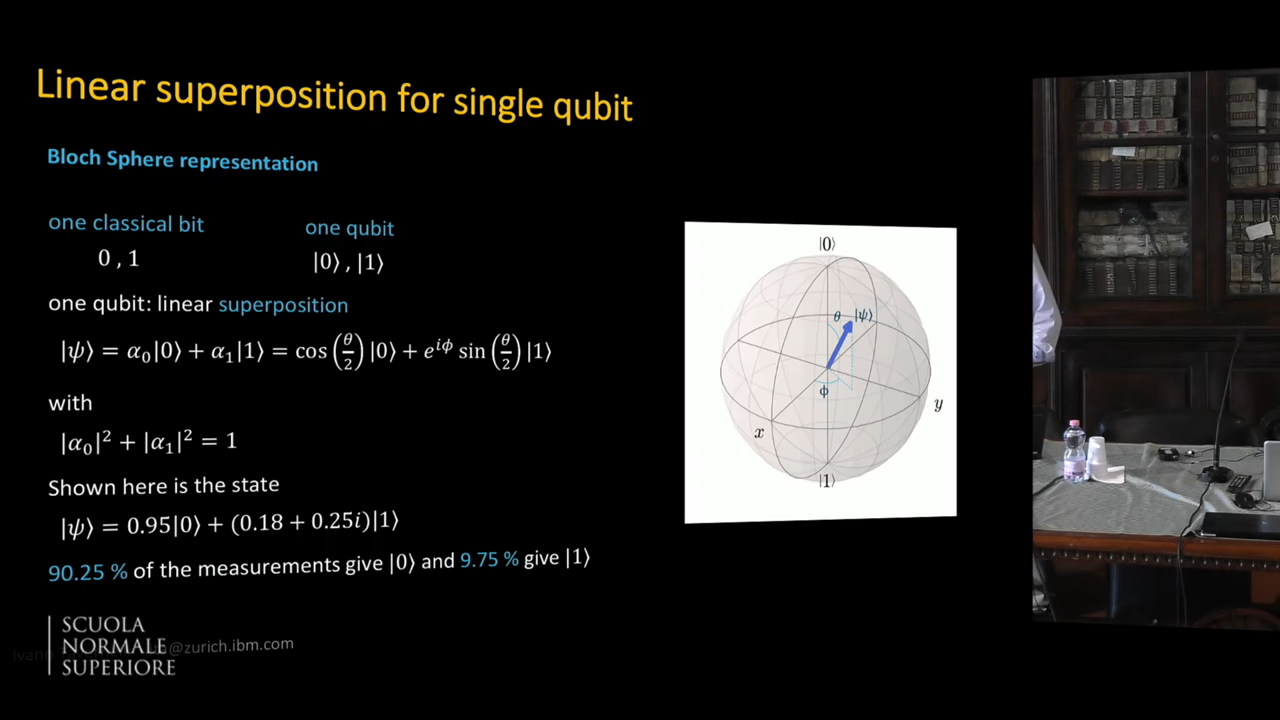 Linear superposition for single qubit
Bloch Sphere representation
one classical bit
one qubit
0 , 1
|0⟩ , |1⟩
one qubit: linear superposition
|ψ⟩ = α₀|0⟩ + α₁|1⟩ = cos(θ/2)|0⟩ + e^{iϕ} sin(θ/2)|1⟩
with
|α₀|² + |α₁|² = 1
Shown here is the state
|ψ⟩ = 0.95|0⟩ + (0.18 + 0.25i)|1⟩
90.25 % of the measurements give |0⟩ and 9.75 % give |1⟩
|0⟩
θ |ψ⟩
ϕ
y
x
|1⟩
SCUOLA
NORMALE
SUPERIORE
@zurich.ibm.com